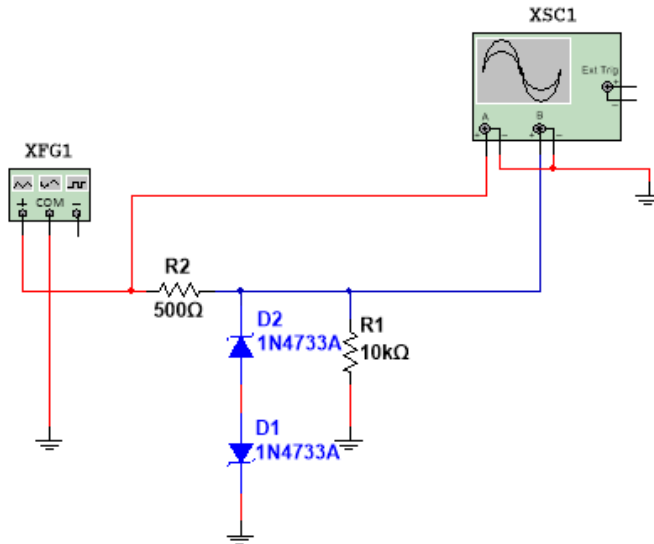 XSC1
Ext Trig
+
−
A
B
+ − + −
XFG1
+ COM −
R2
500Ω
D2
1N4733A
R1
10kΩ
D1
1N4733A